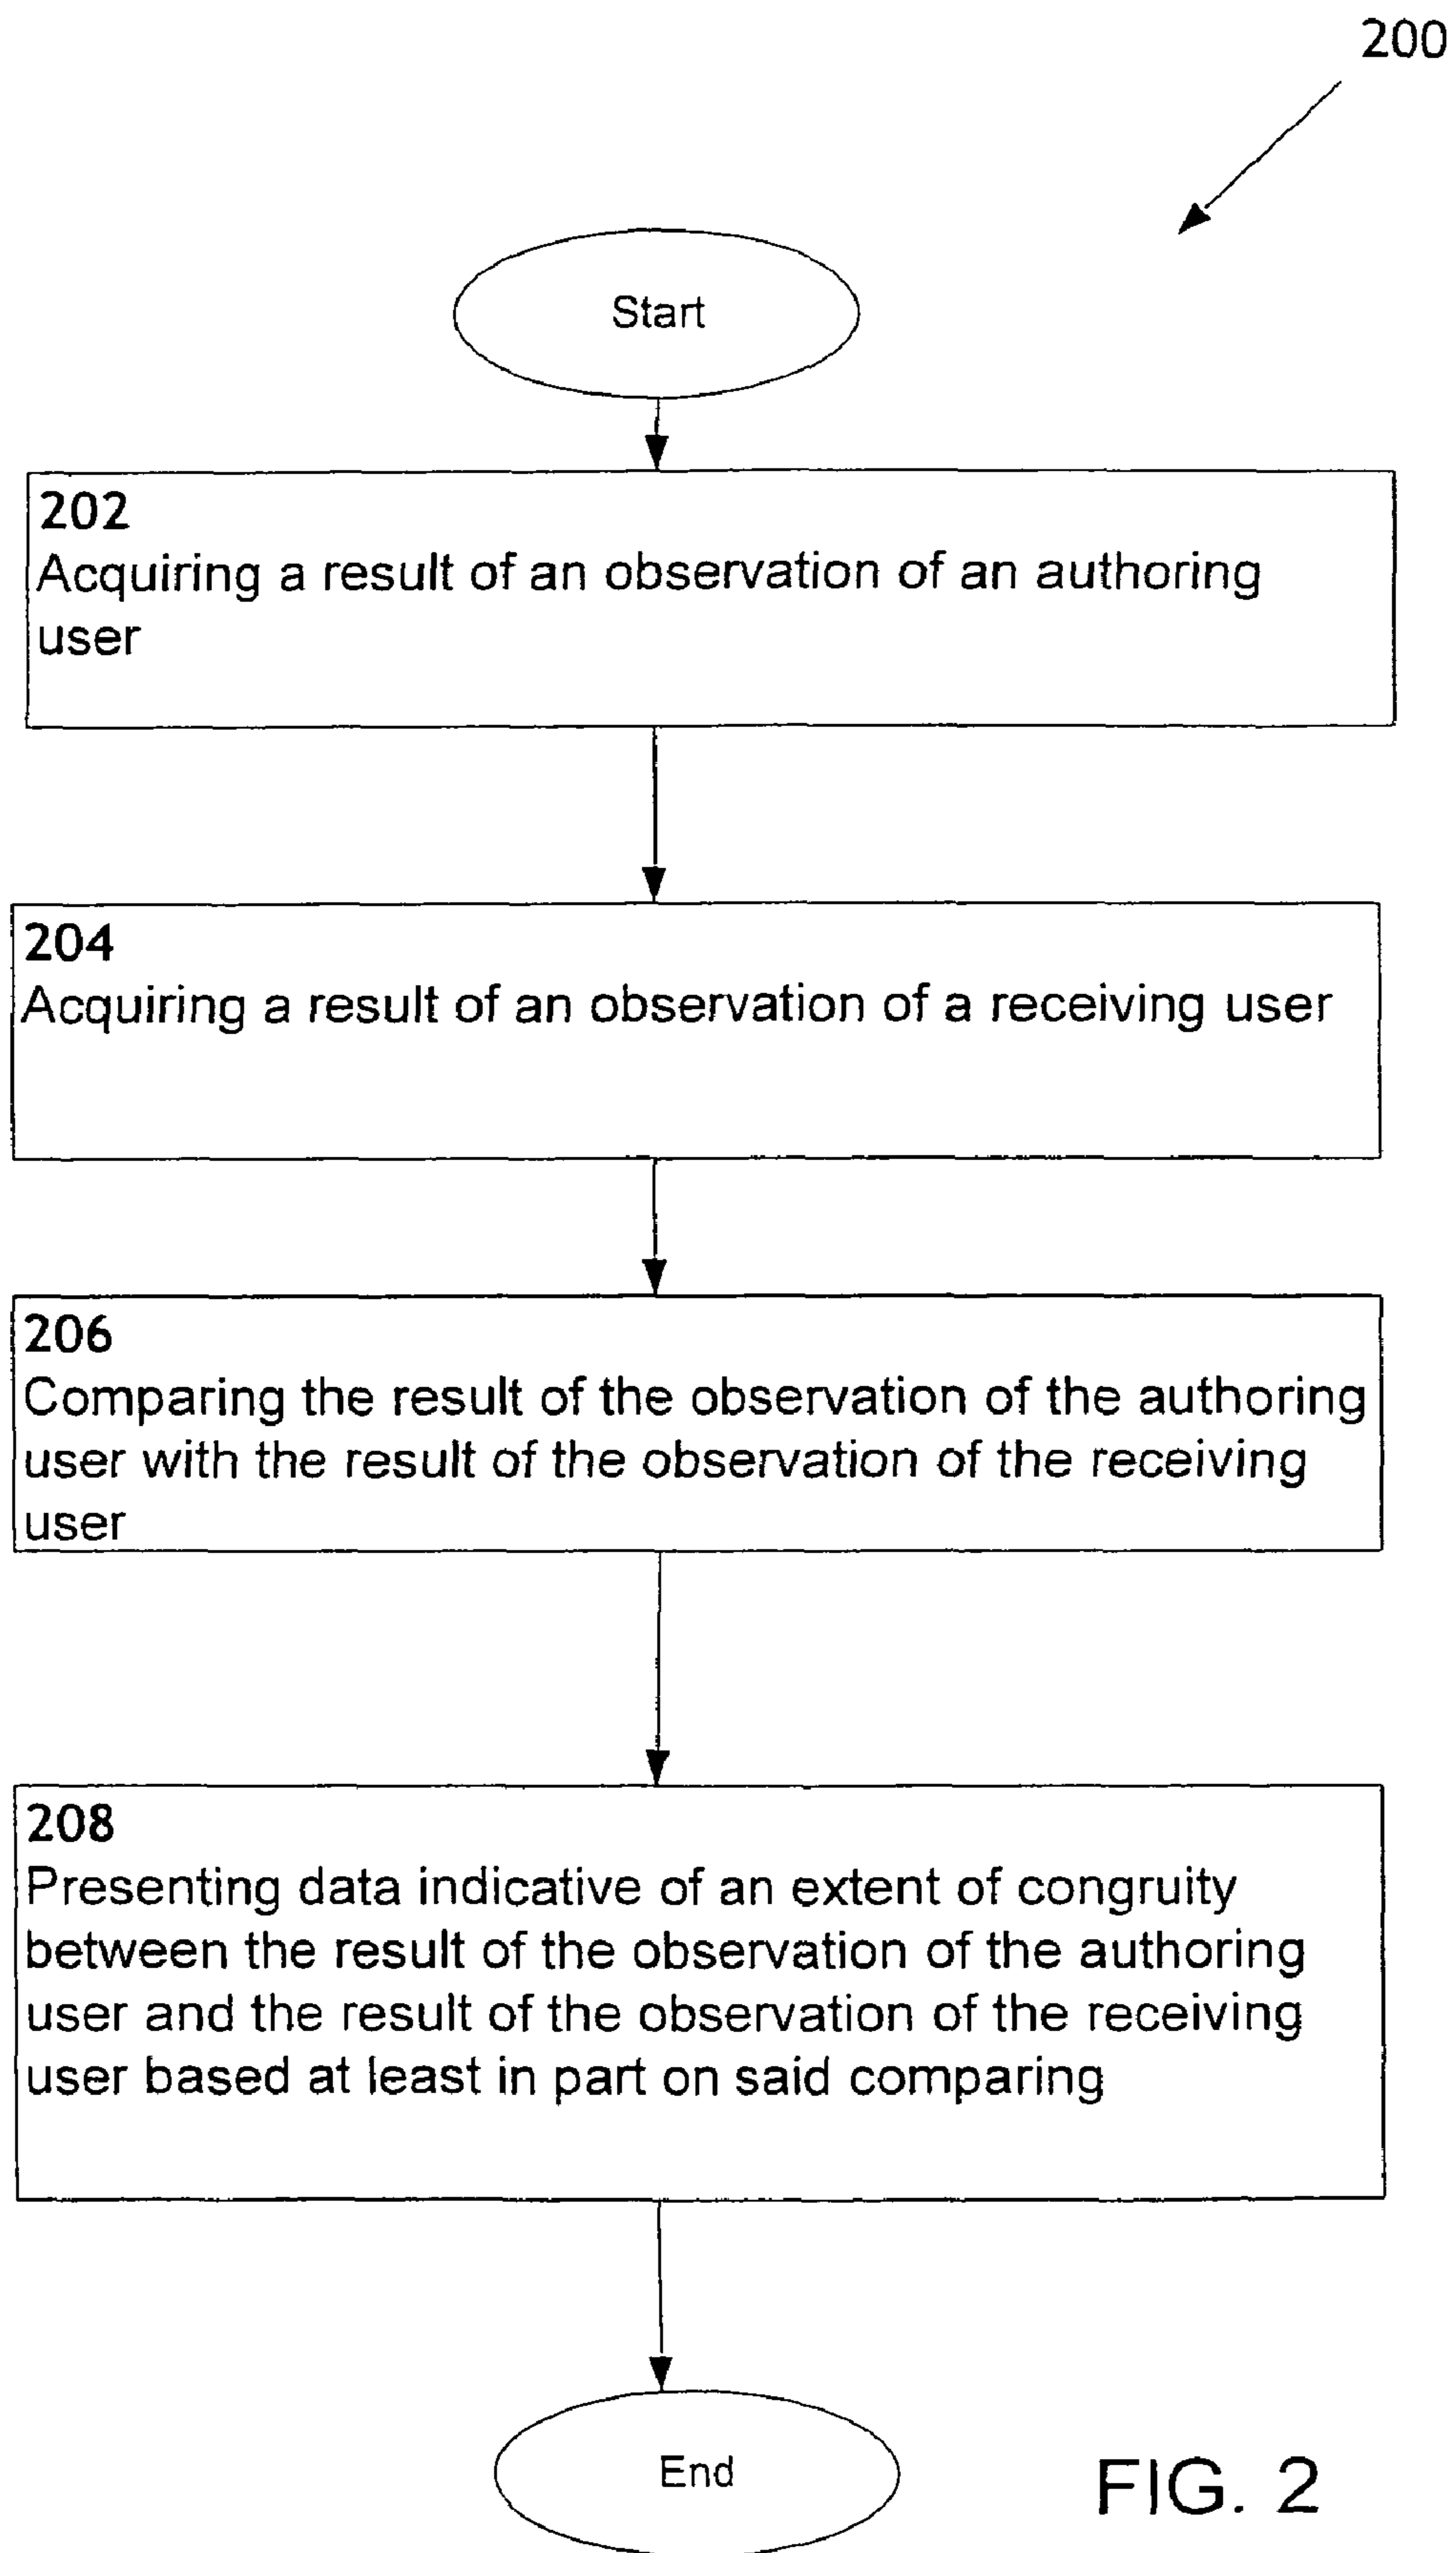 200
Start
202
Acquiring a result of an observation of an authoring
user
204
Acquiring a result of an observation of a receiving user
206
Comparing the result of the observation of the authoring
user with the result of the observation of the receiving
user
208
Presenting data indicative of an extent of congruity
between the result of the observation of the authoring
user and the result of the observation of the receiving
user based at least in part on said comparing
End
FIG. 2